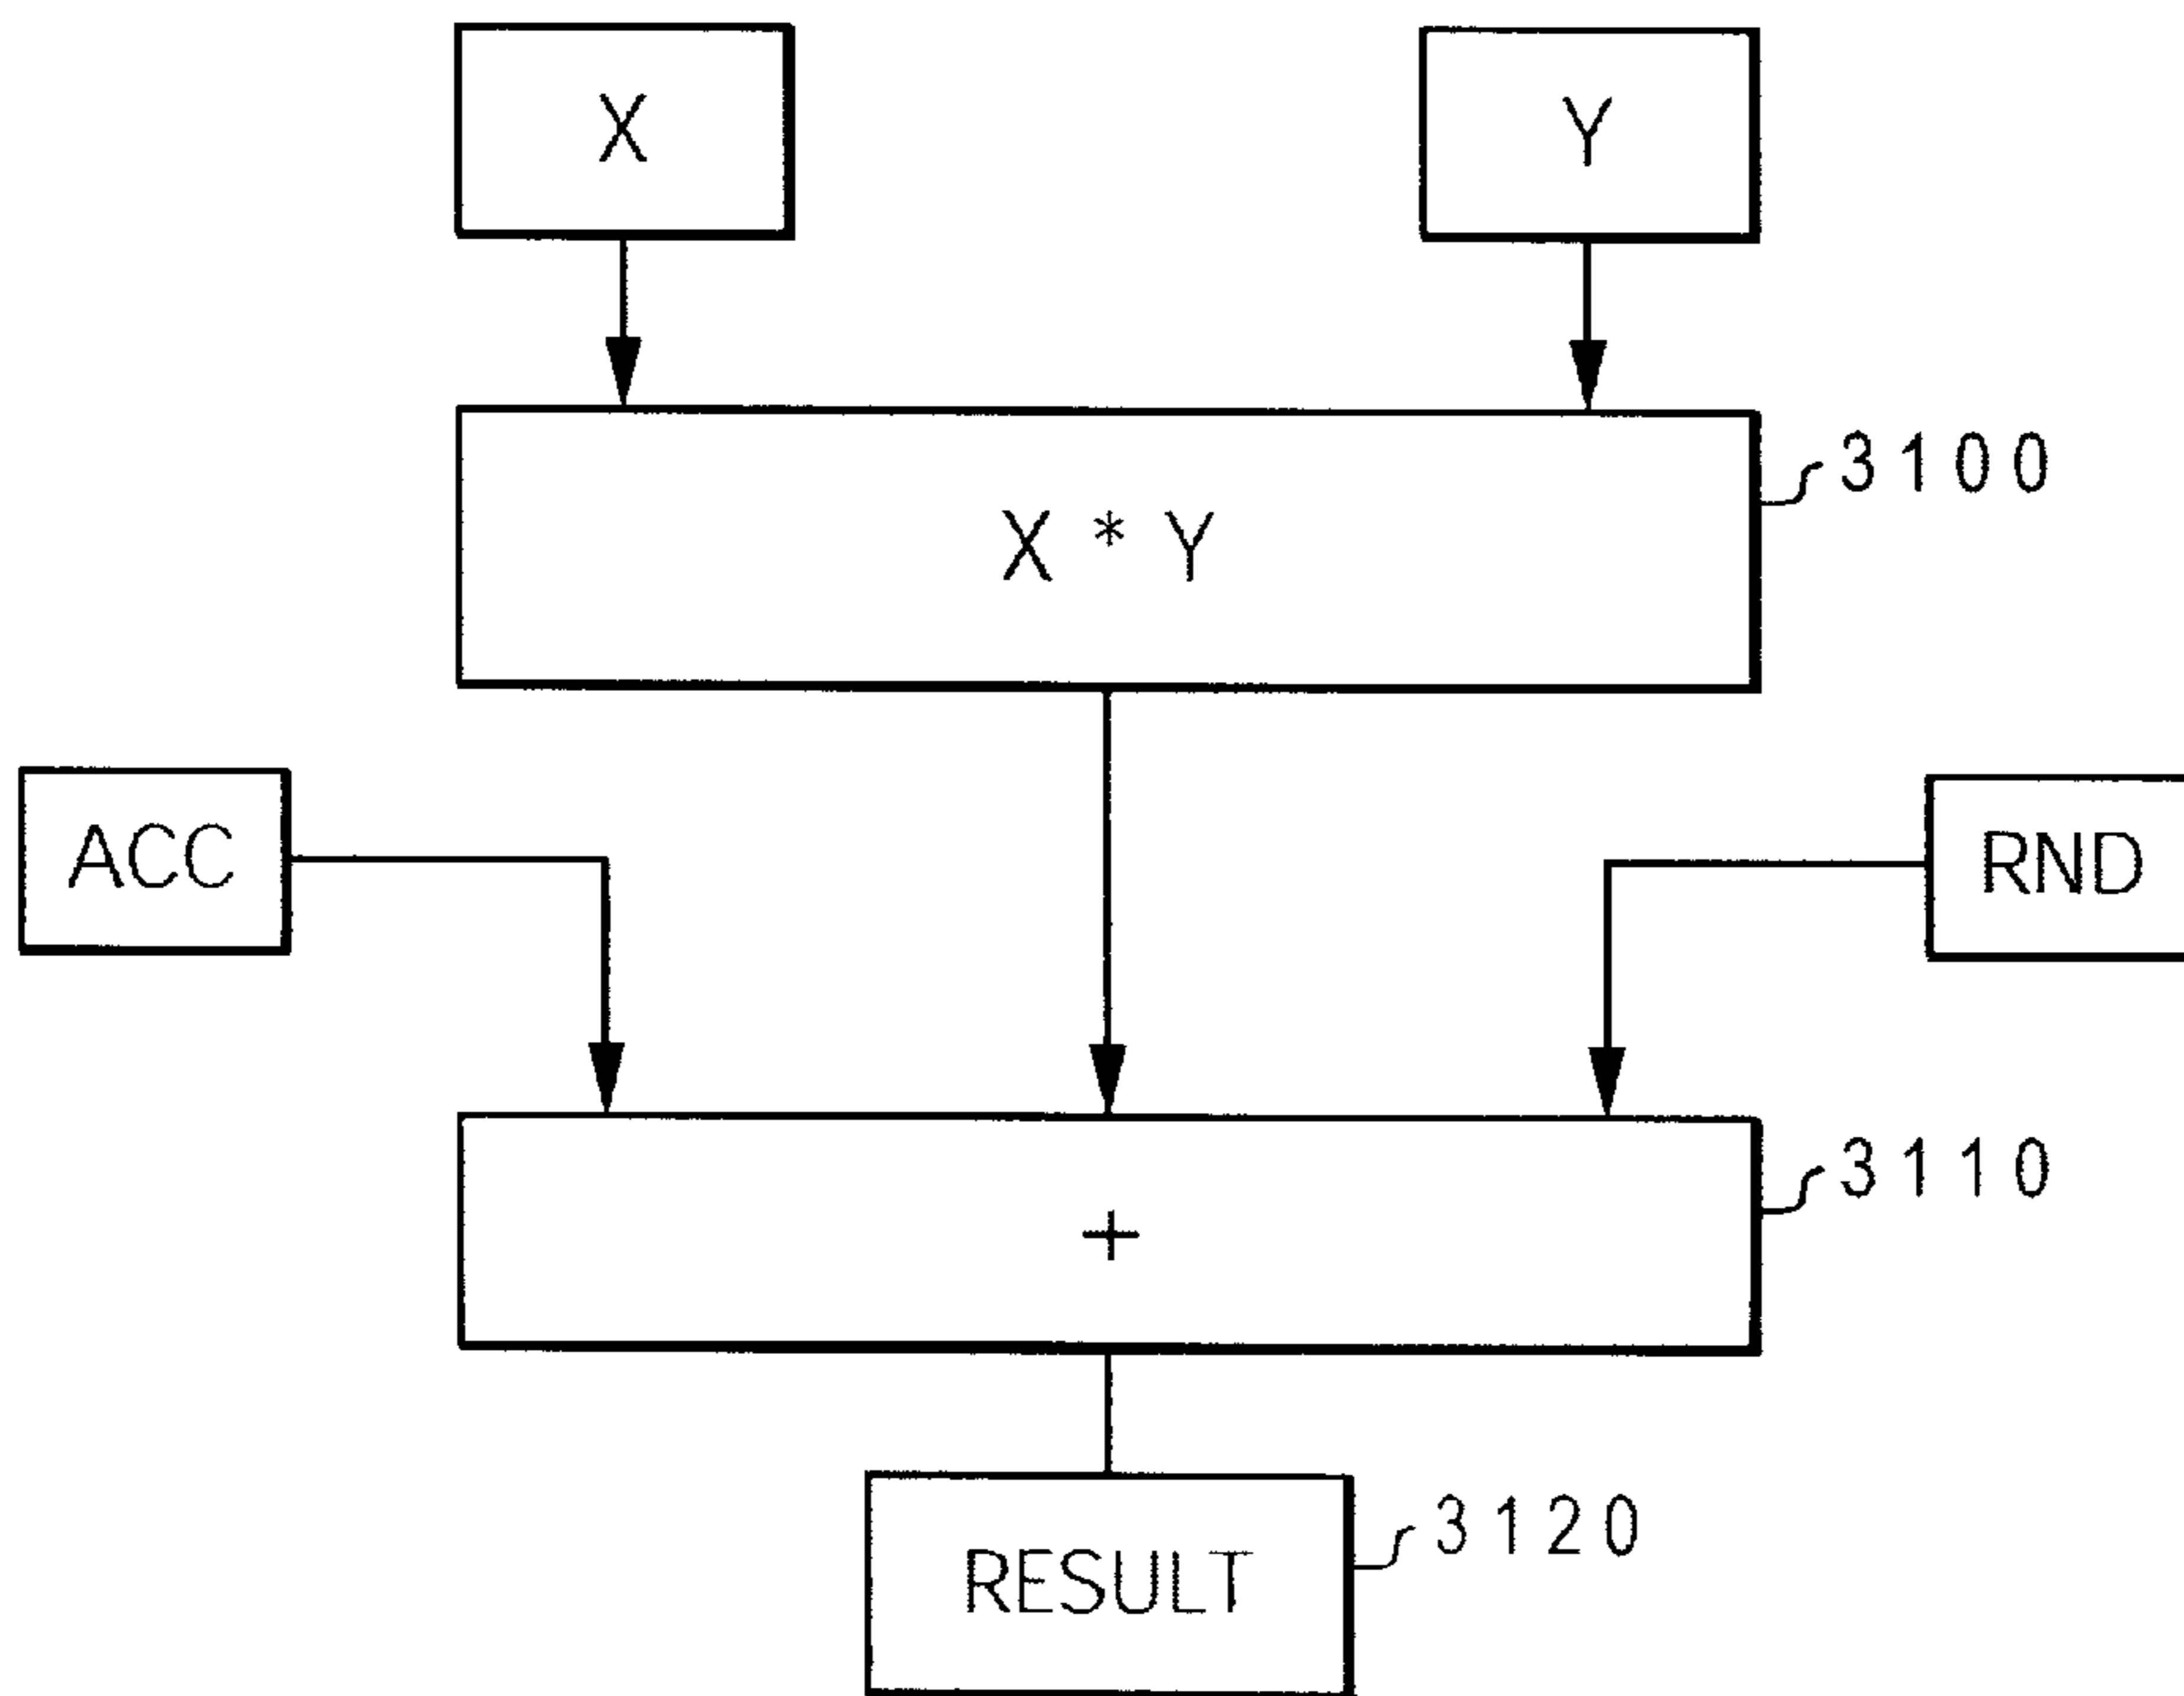 X
Y
3100
X * Y
ACC
RND
3110
+
3120
RESULT